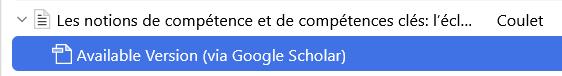 Les notions de compétence et de compétences clés: l'écl... Coulet
Available Version (via Google Scholar)